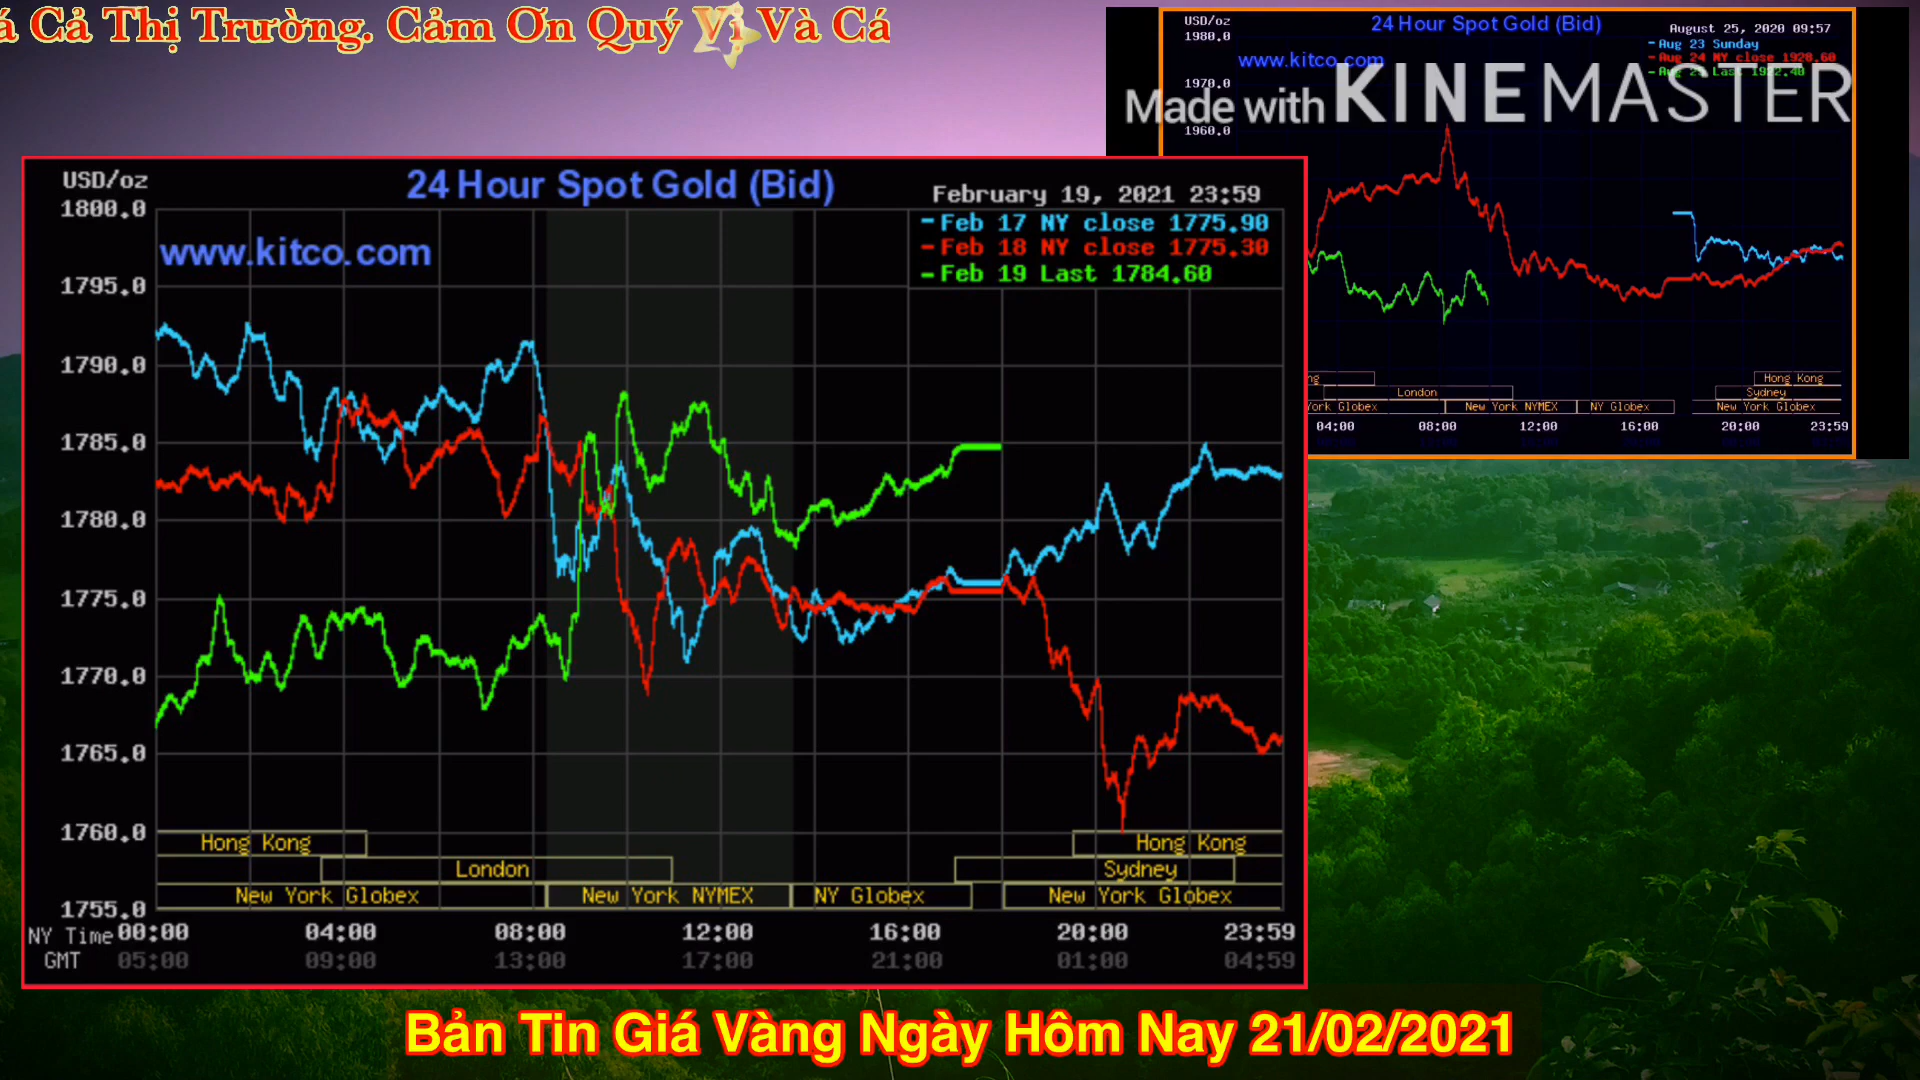 á Cả Thị Trường. Cảm Ơn Quý Vị Và Cá
USD/oz
24 Hour Spot Gold (Bid)
August 25, 2020 09:57
1980.0
Aug 23 Sunday
www.kitco.com
Aug 24 NY close 1928.60
1970.0
Made with KINEMASTER
1960.0
Hong Kong
London
Sydney
York Globex
New York NYMEX
NY Globex
New York Globex
04:00
08:00
12:00
16:00
20:00
23:59
USD/oz
24 Hour Spot Gold (Bid)
February 19, 2021 23:59
1800.0
Feb 17 NY close 1775.90
Feb 18 NY close 1775.30
www.kitco.com
Feb 19 Last 1784.60
1795.0
1790.0
1785.0
1780.0
1775.0
1770.0
1765.0
1760.0
Hong Kong
Hong Kong
London
Sydney
New York Globex
New York NYMEX
NY Globex
New York Globex
1755.0
NY Time 00:00 04:00 08:00 12:00 16:00 20:00 23:59
GMT 05:00 09:00 13:00 17:00 21:00 01:00 04:59
Bản Tin Giá Vàng Ngày Hôm Nay 21/02/2021